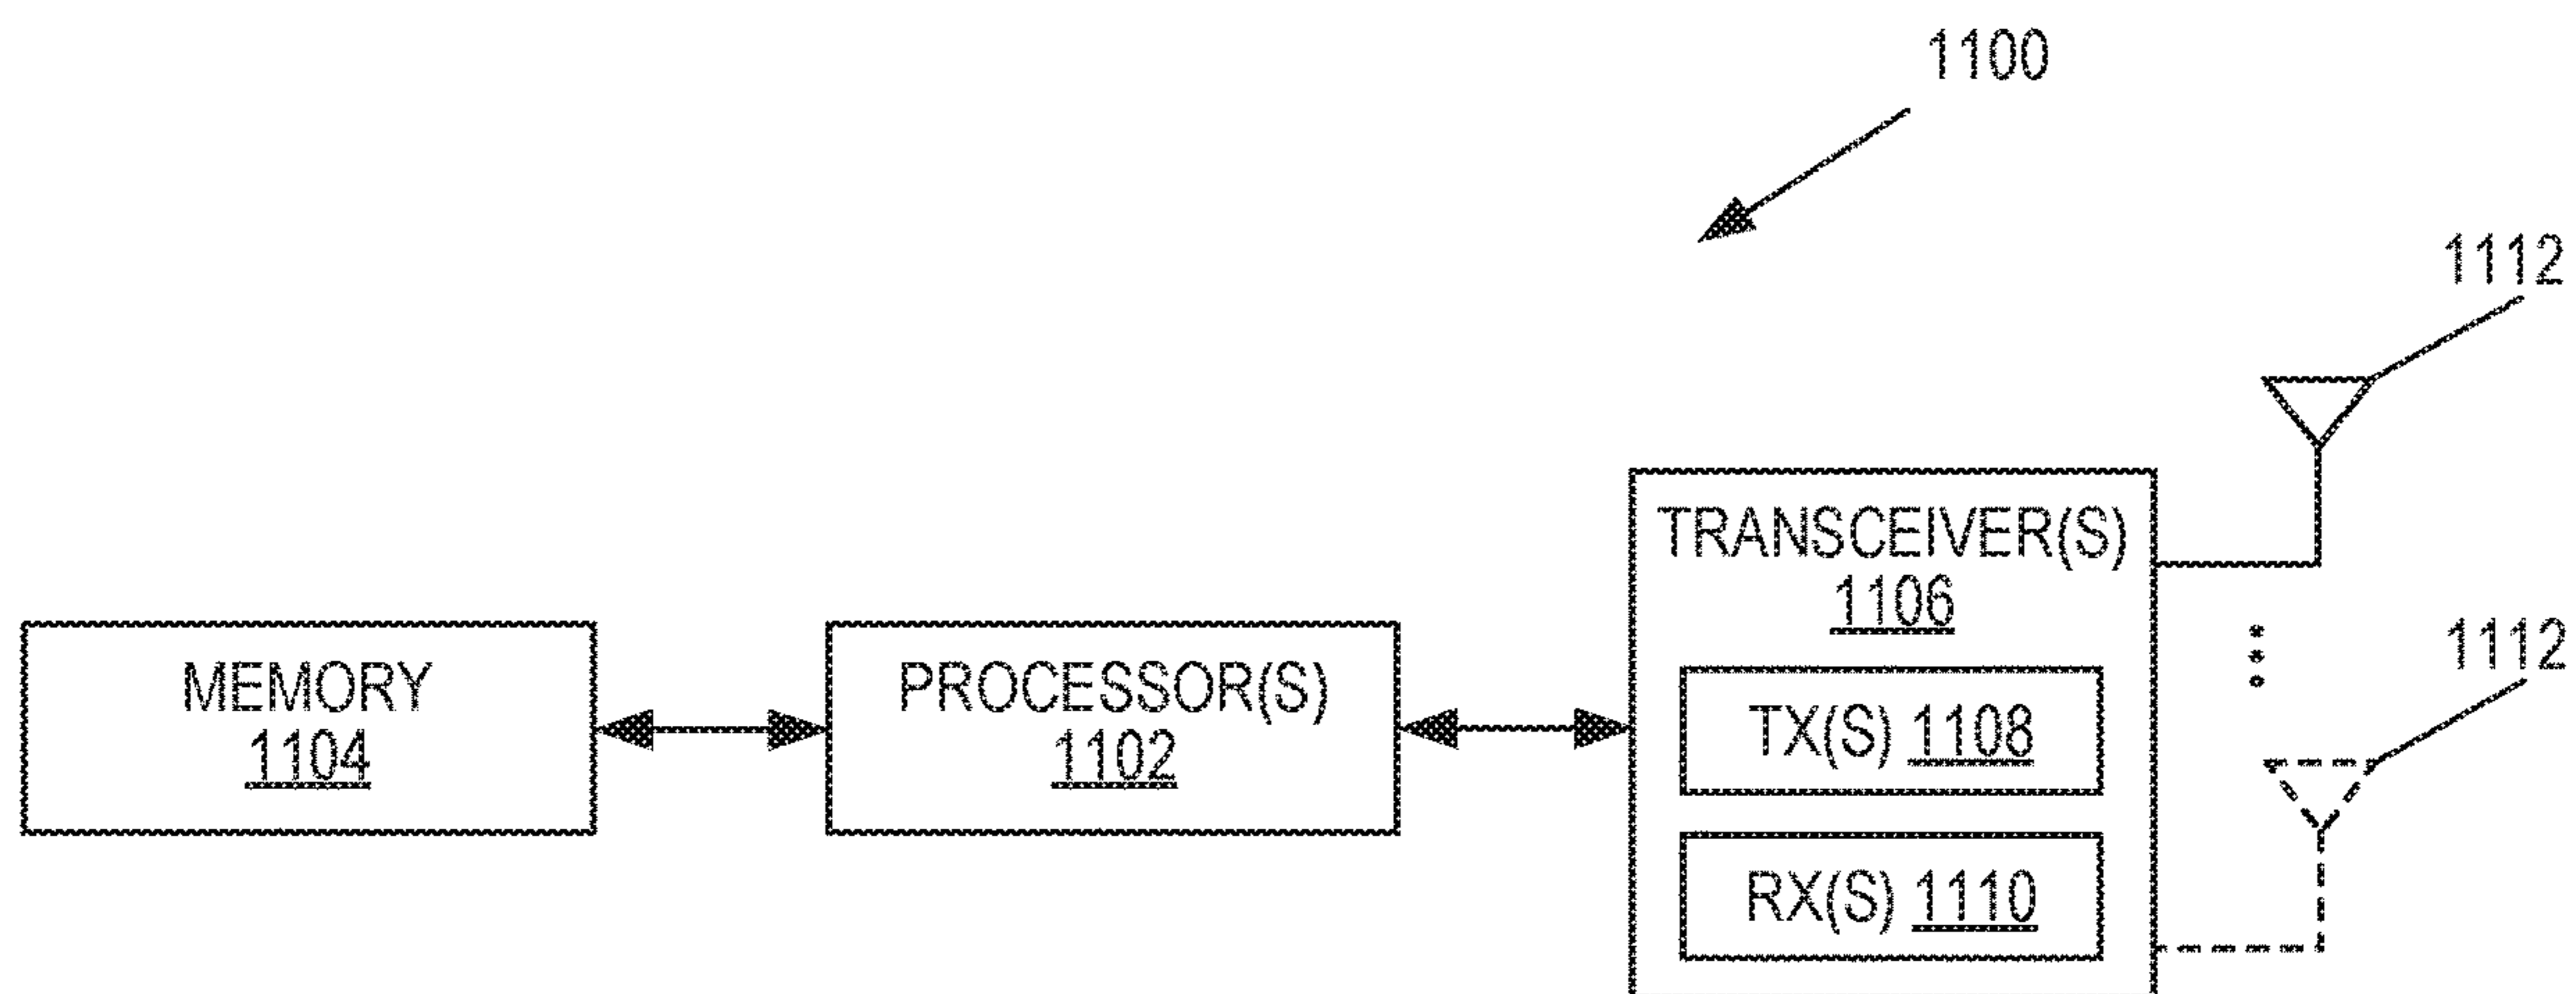 1100
1112
TRANSCEIVER(S)
1106
1112
MEMORY
1104
PROCESSOR(S)
1102
TX(S) 1108
RX(S) 1110